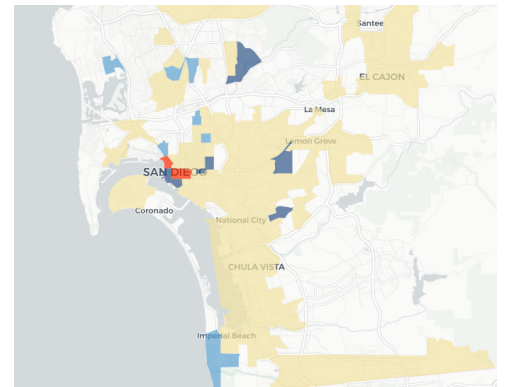 Santee
EL CAJON
La Mesa
Lemon Grove
SAN DIEGO
Coronado
National City
CHULA VISTA
Imperial Beach